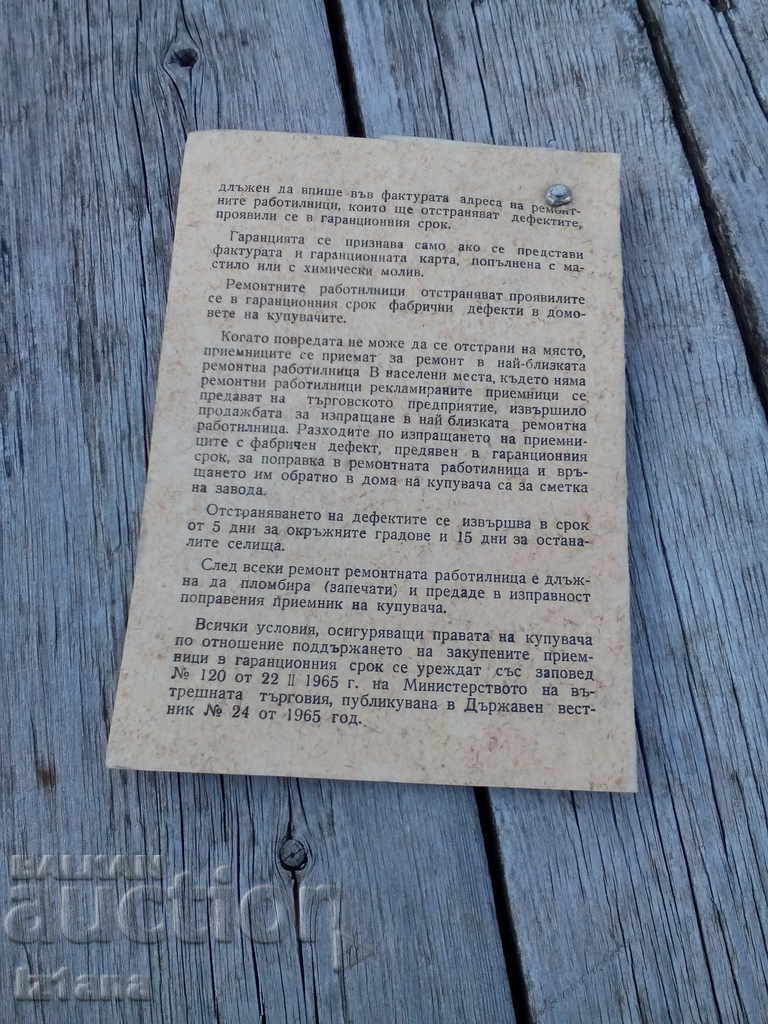 длъжен да впише във фактурата адреса на ремонт-
ните работилници, които ще отстраняват дефектите,
проявили се в гаранционния срок.
Гаранцията се признава само ако се представи
фактурата и гаранционната карта, попълнена с ма-
стило или с химически молив.
Ремонтните работилници отстраняват проявилите
се в гаранционния срок фабрични дефекти в домо-
вете на купувачите.
Когато повредата не може да се отстрани на място,
приемниците се приемат за ремонт в най-близката
ремонтна работилница В населени места, където няма
ремонтни работилници рекламираните приемници се
предават на търговското предприятие, извършило
продажбата за изпращане в най близката ремонтна
работилница. Разходите по изпращането на приемни-
ците с фабричен дефект, предявен в гаранционния
срок, за поправка в ремонтната работилница и връ-
щането им обратно в дома на купувача са за сметка
на завода.
Отстраняването на дефектите се извършва в срок
от 5 дни за окръжните градове и 15 дни за остана-
лите селища.
След всеки ремонт ремонтната работилница е длъж-
на да пломбира (запечати) и предаде в изправност
поправения приемник на купувача.
Всички условия, осигуряващи правата на купувача
по отношение поддържането на закупените прием-
ници в гаранционния срок се уреждат със заповед
№ 120 от 22 II 1965 г. на Министерството на въ-
трешната търговия, публикувана в Държавен вест-
ник № 24 от 1965 год.
BALKAN
auction
iz1ana